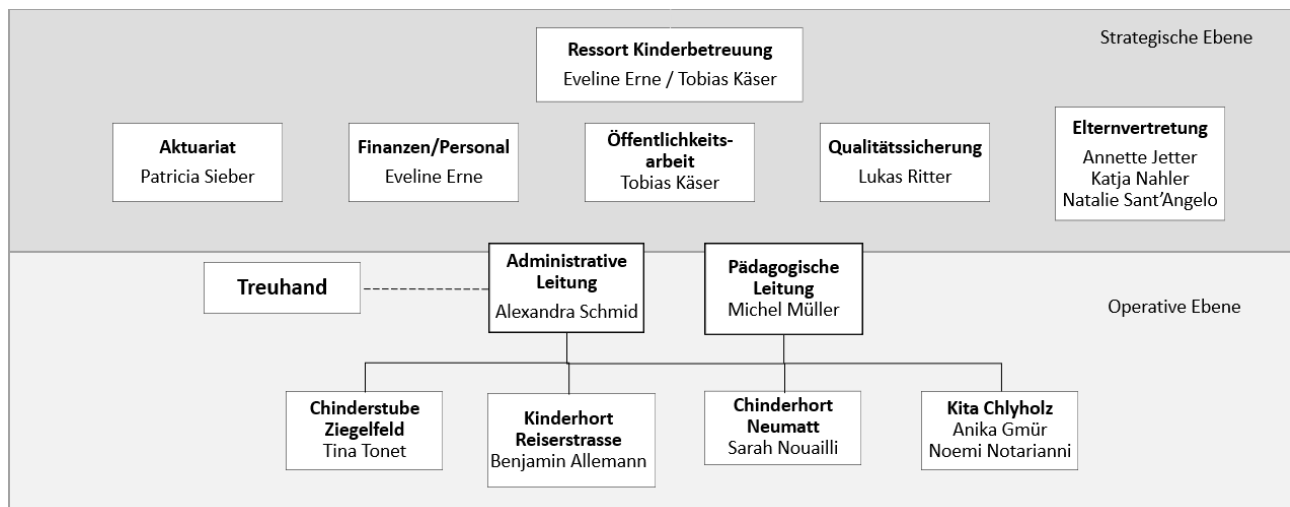 Strategische Ebene
Ressort Kinderbetreuung
Eveline Erne / Tobias Käser
Aktuariat
Patricia Sieber
Finanzen/Personal
Eveline Erne
Öffentlichkeits-
arbeit
Tobias Käser
Qualitätssicherung
Lukas Ritter
Elternvertretung
Annette Jetter
Katja Nahler
Natalie Sant’Angelo
Operative Ebene
Treuhand
Administrative
Leitung
Alexandra Schmid
Pädagogische
Leitung
Michel Müller
Chinderstube
Ziegelfeld
Tina Tonet
Kinderhort
Reiserstrasse
Benjamin Allemann
Chinderhort
Neumatt
Sarah Nouailli
Kita Chlyholz
Anika Gmür
Noemi Notarianni